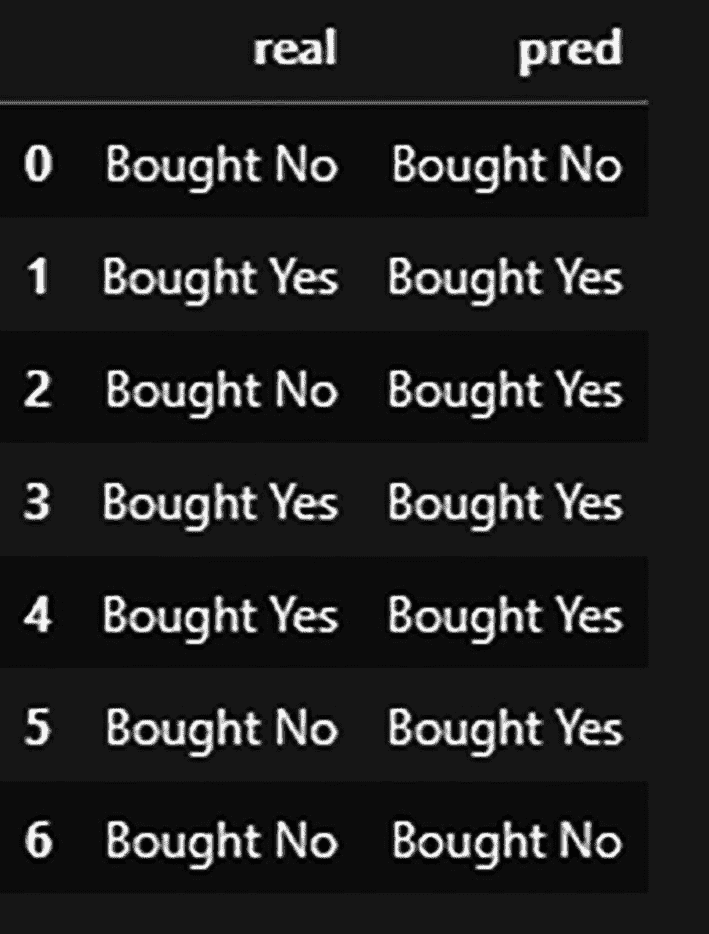 real pred
0 Bought No Bought No
1 Bought Yes Bought Yes
2 Bought No Bought Yes
3 Bought Yes Bought Yes
4 Bought Yes Bought Yes
5 Bought No Bought Yes
6 Bought No Bought No